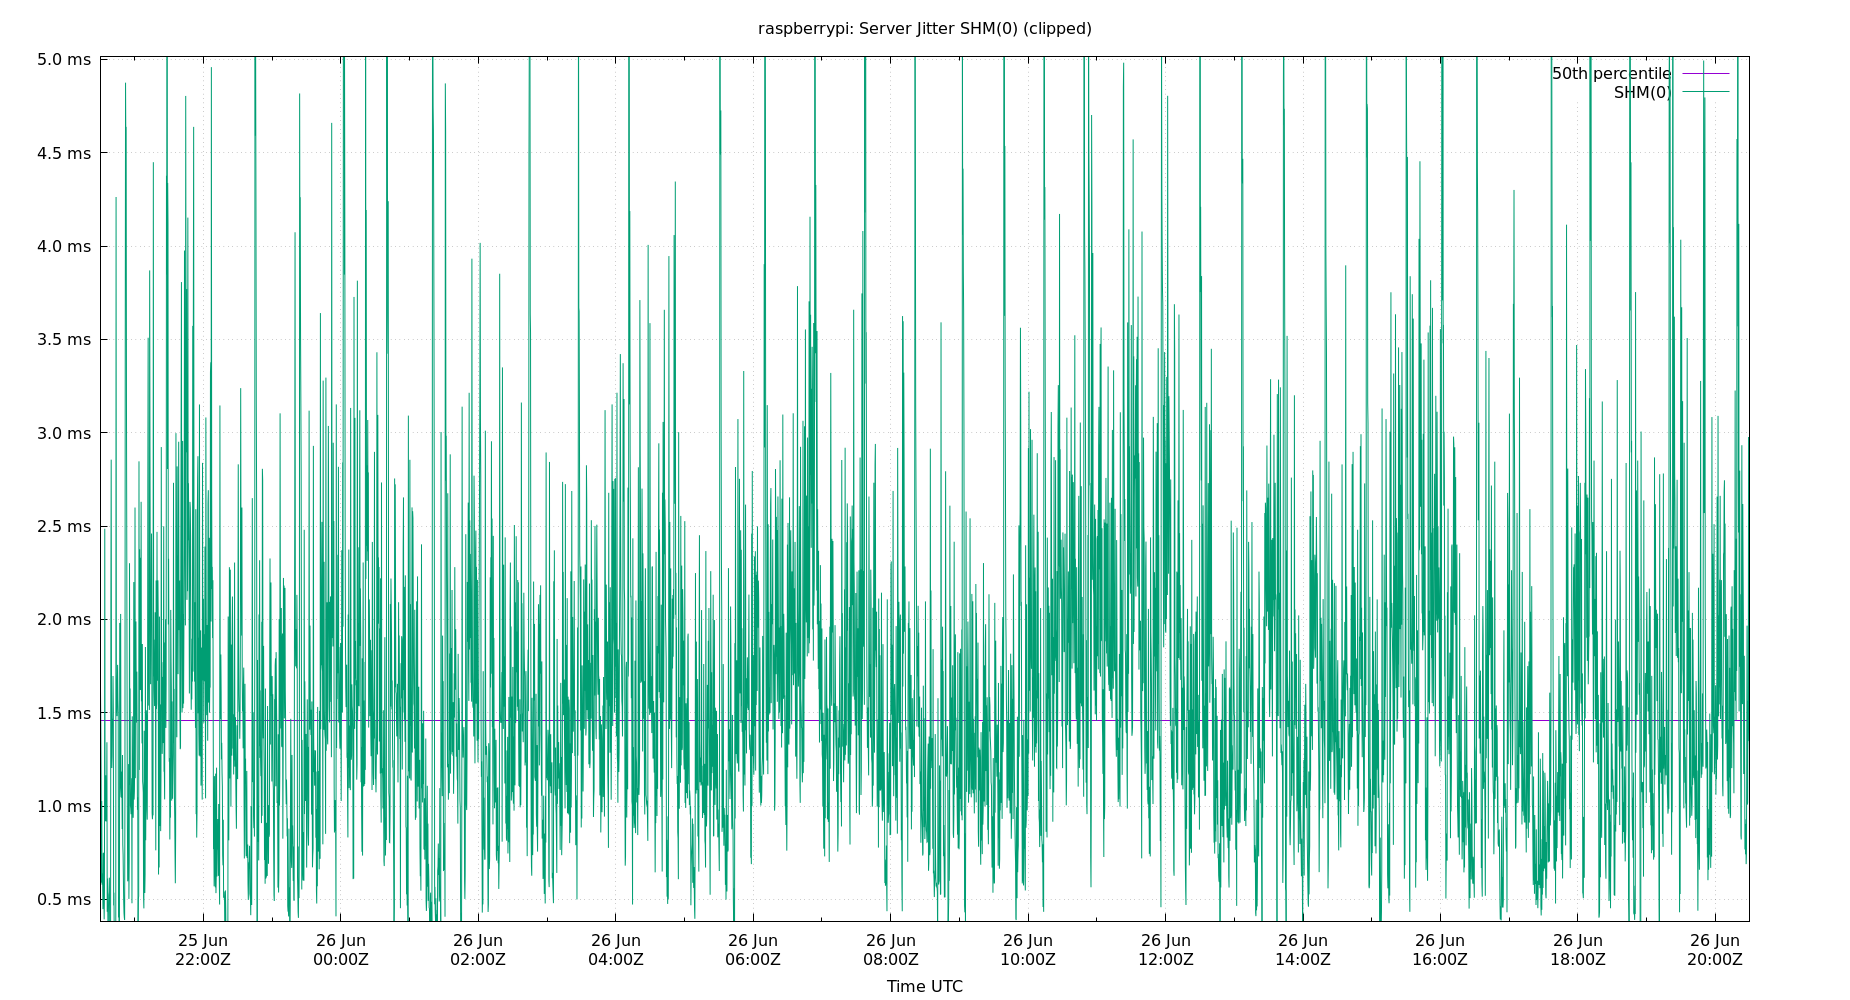 raspberrypi: Server Jitter SHM(0) (clipped)
5.0 ms
50th percentile
SHM(0)
4.5 ms
4.0 ms
3.5 ms
3.0 ms
2.5 ms
2.0 ms
1.5 ms
1.0 ms
0.5 ms
25 Jun 26 Jun 26 Jun 26 Jun 26 Jun 26 Jun 26 Jun 26 Jun 26 Jun 26 Jun 26 Jun 26 Jun
22:00Z 00:00Z 02:00Z 04:00Z 06:00Z 08:00Z 10:00Z 12:00Z 14:00Z 16:00Z 18:00Z 20:00Z
Time UTC